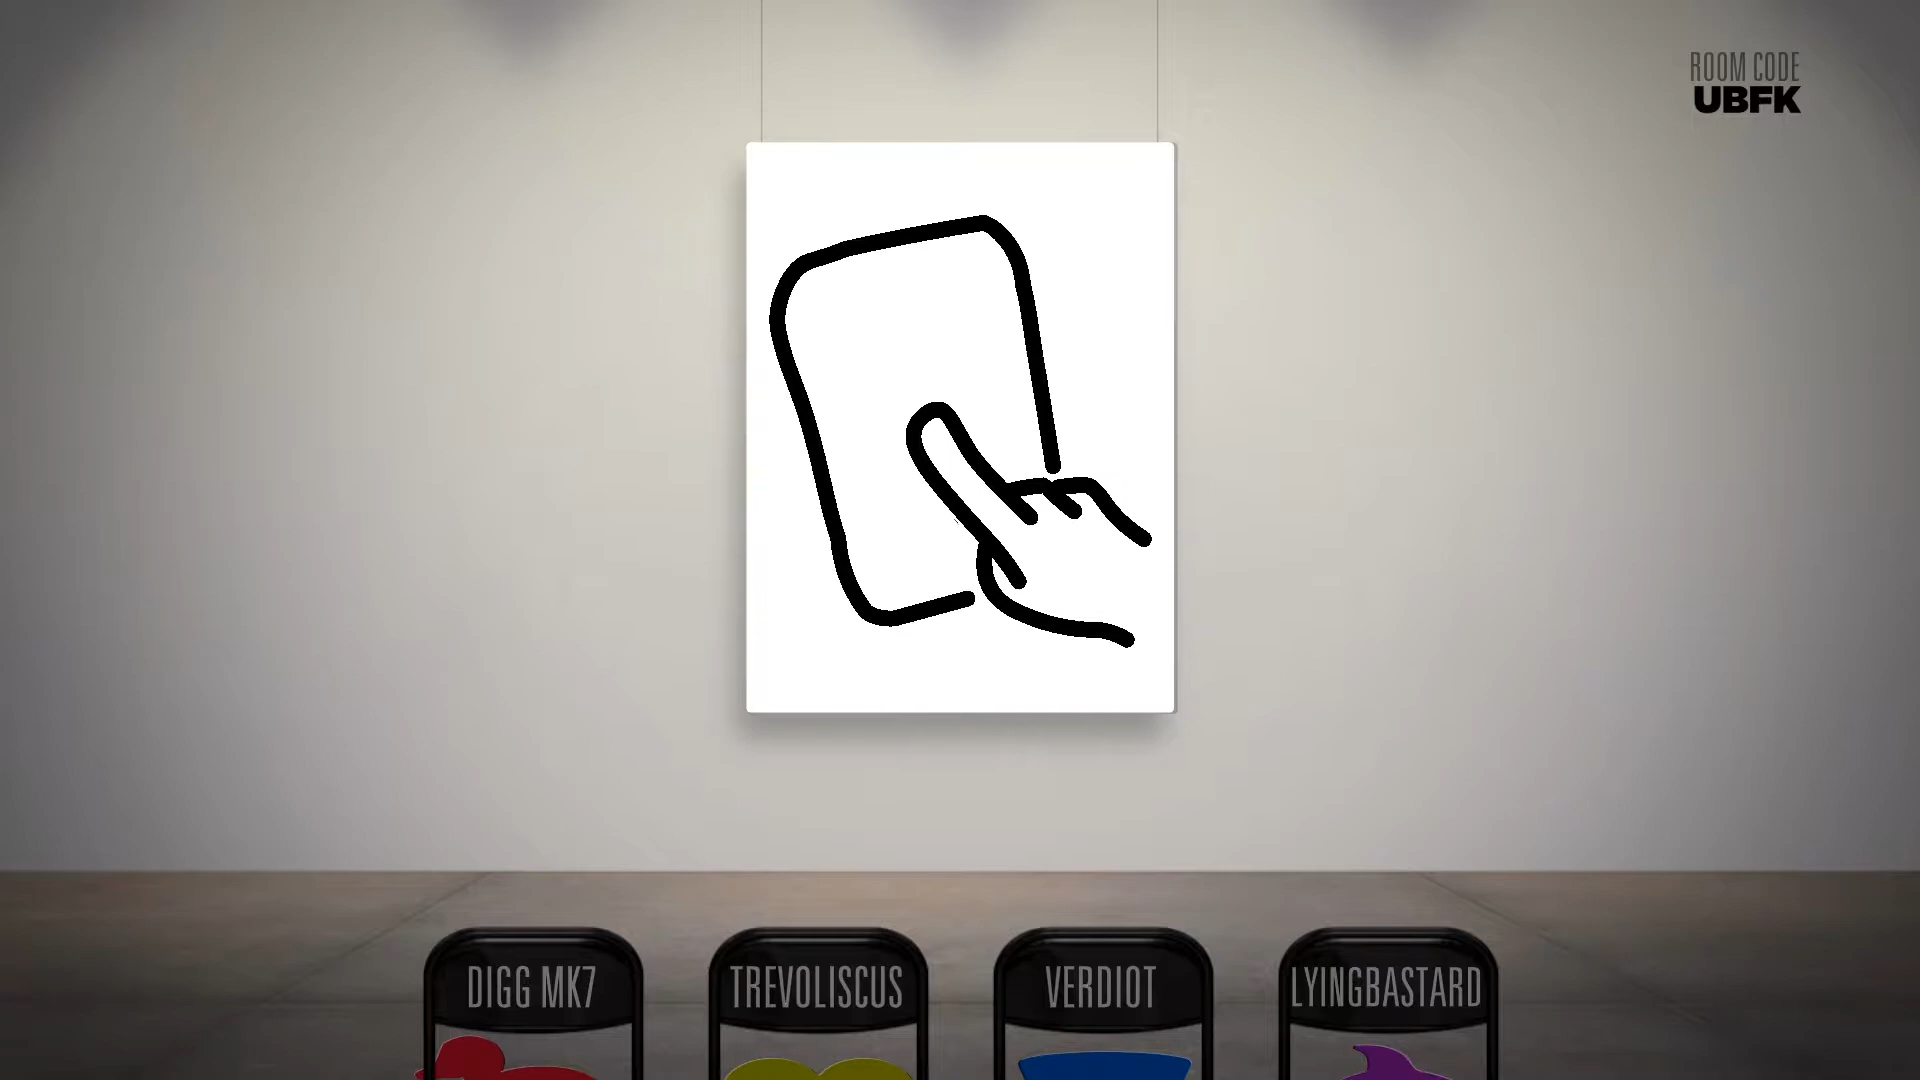 ROOM CODE
UBFK
DIGG MK7
TREVOLISCUS
VERDIOT
LYINGBASTARD